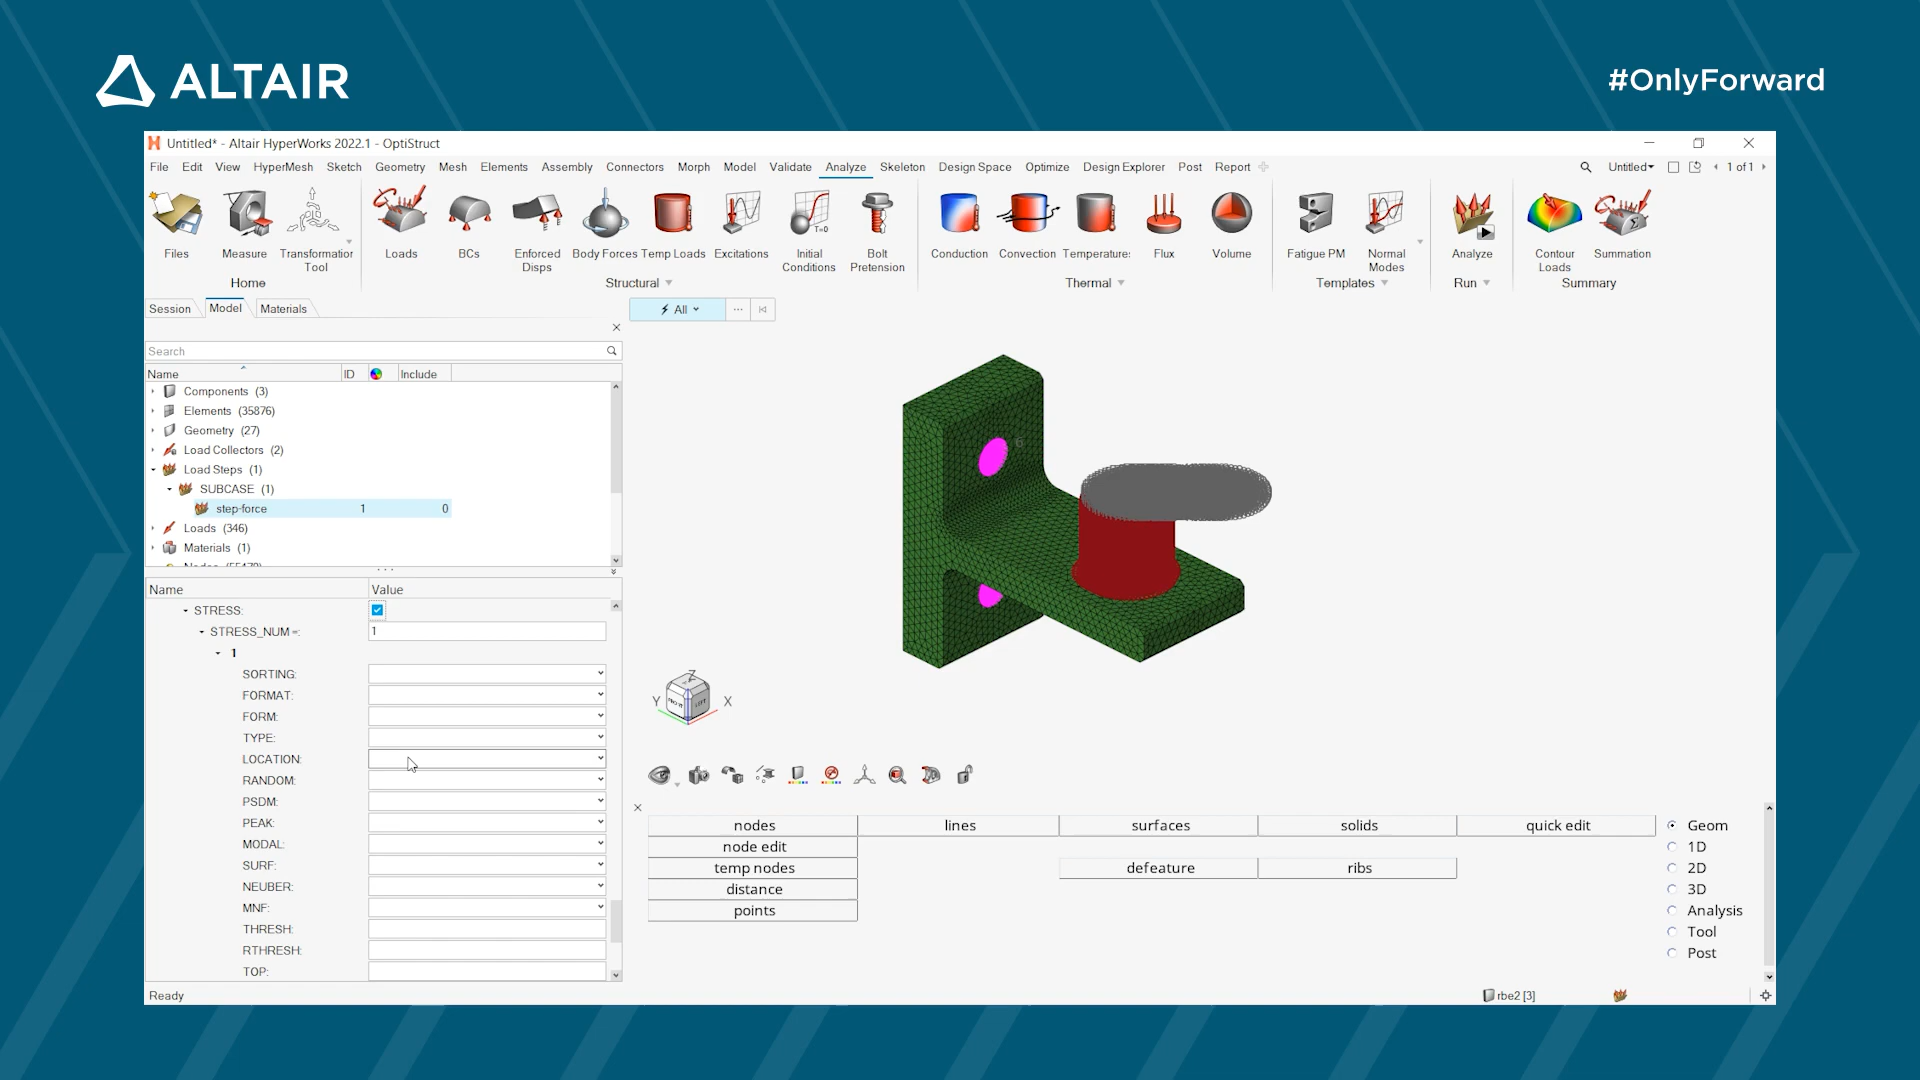 ALTAIR
#OnlyForward
Untitled* - Altair HyperWorks 2022.1 - OptiStruct
File Edit View HyperMesh Sketch Geometry Mesh Elements Assembly Connectors Morph Model Validate Analyze Skeleton Design Space Optimize Design Explorer Post Report Untitled 1 of 1
T=0
Files Measure Transformation Tool Loads BCs Enforced Disps Body Forces Temp Loads Excitations Initial Conditions Bolt Pretension Conduction Convection Temperature: Flux Volume Fatigue PM Normal Modes Analyze Contour Loads Summation
Home Structural Thermal Templates Run Summary
Session Model Materials
All
Search
Name ID Include
Components (3)
Elements (35876)
Geometry (27)
Load Collectors (2)
Load Steps (1)
SUBCASE (1)
step-force 1 0
Loads (346)
Materials (1)
Name Value
STRESS:
STRESS_NUM =: 1
1
SORTING:
FORMAT:
FORM:
TYPE:
LOCATION:
RANDOM:
PSDM:
PEAK:
MODAL:
SURF:
NEUBER:
MNF:
THRESH:
RTHRESH:
TOP:
Z
Y X
nodes lines surfaces solids quick edit Geom
node edit 1D
temp nodes defeature ribs 2D
distance 3D
points Analysis
Tool
Post
Ready rbe2 [3]